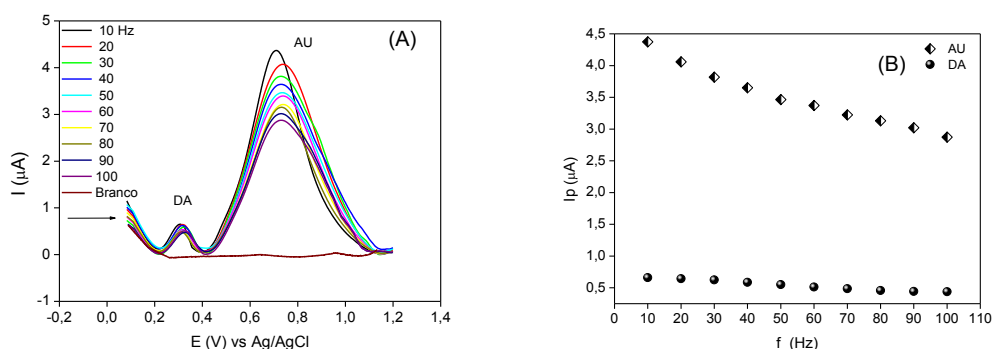 (A)
AU
DA
10 Hz
20
30
40
50
60
70
80
90
100
Branco
I (µA)
5
4
3
2
1
0
-1
-0,2 0,0 0,2 0,4 0,6 0,8 1,0 1,2 1,4
E (V) vs Ag/AgCl
(B)
AU
DA
Ip (µA)
4,5
4,0
3,5
3,0
2,5
2,0
1,5
1,0
0,5
0 10 20 30 40 50 60 70 80 90 100 110
f (Hz)